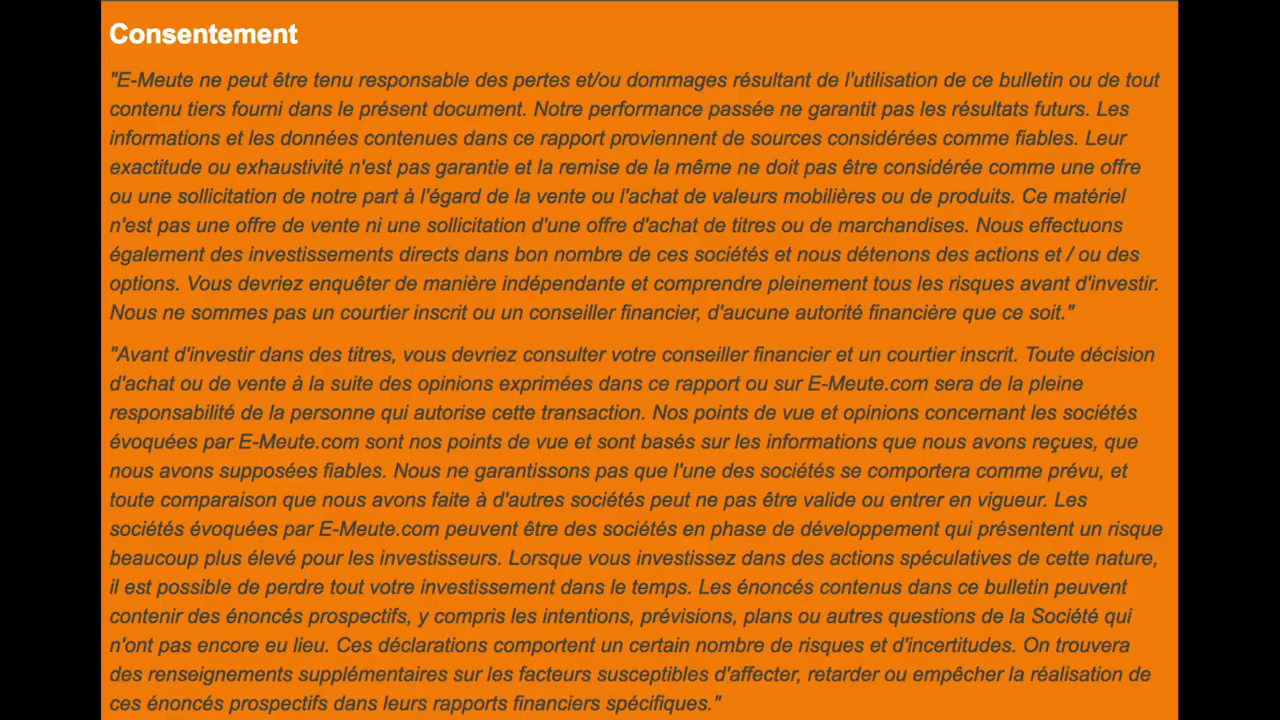 Consentement
"E-Meute ne peut être tenu responsable des pertes et/ou dommages résultant de l'utilisation de ce bulletin ou de tout
contenu tiers fourni dans le présent document. Notre performance passée ne garantit pas les résultats futurs. Les
informations et les données contenues dans ce rapport proviennent de sources considérées comme fiables. Leur
exactitude ou exhaustivité n'est pas garantie et la remise de la même ne doit pas être considérée comme une offre
ou une sollicitation de notre part à l'égard de la vente ou l'achat de valeurs mobilières ou de produits. Ce matériel
n'est pas une offre de vente ni une sollicitation d'une offre d'achat de titres ou de marchandises. Nous effectuons
également des investissements directs dans bon nombre de ces sociétés et nous détenons des actions et / ou des
options. Vous devriez enquêter de manière indépendante et comprendre pleinement tous les risques avant d'investir.
Nous ne sommes pas un courtier inscrit ou un conseiller financier, d'aucune autorité financière que ce soit."
"Avant d'investir dans des titres, vous devriez consulter votre conseiller financier et un courtier inscrit. Toute décision
d'achat ou de vente à la suite des opinions exprimées dans ce rapport ou sur E-Meute.com sera de la pleine
responsabilité de la personne qui autorise cette transaction. Nos points de vue et opinions concernant les sociétés
évoquées par E-Meute.com sont nos points de vue et sont basés sur les informations que nous avons reçues, que
nous avons supposées fiables. Nous ne garantissons pas que l'une des sociétés se comportera comme prévu, et
toute comparaison que nous avons faite à d'autres sociétés peut ne pas être valide ou entrer en vigueur. Les
sociétés évoquées par E-Meute.com peuvent être des sociétés en phase de développement qui présentent un risque
beaucoup plus élevé pour les investisseurs. Lorsque vous investissez dans des actions spéculatives de cette nature,
il est possible de perdre tout votre investissement dans le temps. Les énoncés contenus dans ce bulletin peuvent
contenir des énoncés prospectifs, y compris les intentions, prévisions, plans ou autres questions de la Société qui
n'ont pas encore eu lieu. Ces déclarations comportent un certain nombre de risques et d'incertitudes. On trouvera
des renseignements supplémentaires sur les facteurs susceptibles d'affecter, retarder ou empêcher la réalisation de
ces énoncés prospectifs dans leurs rapports financiers spécifiques."